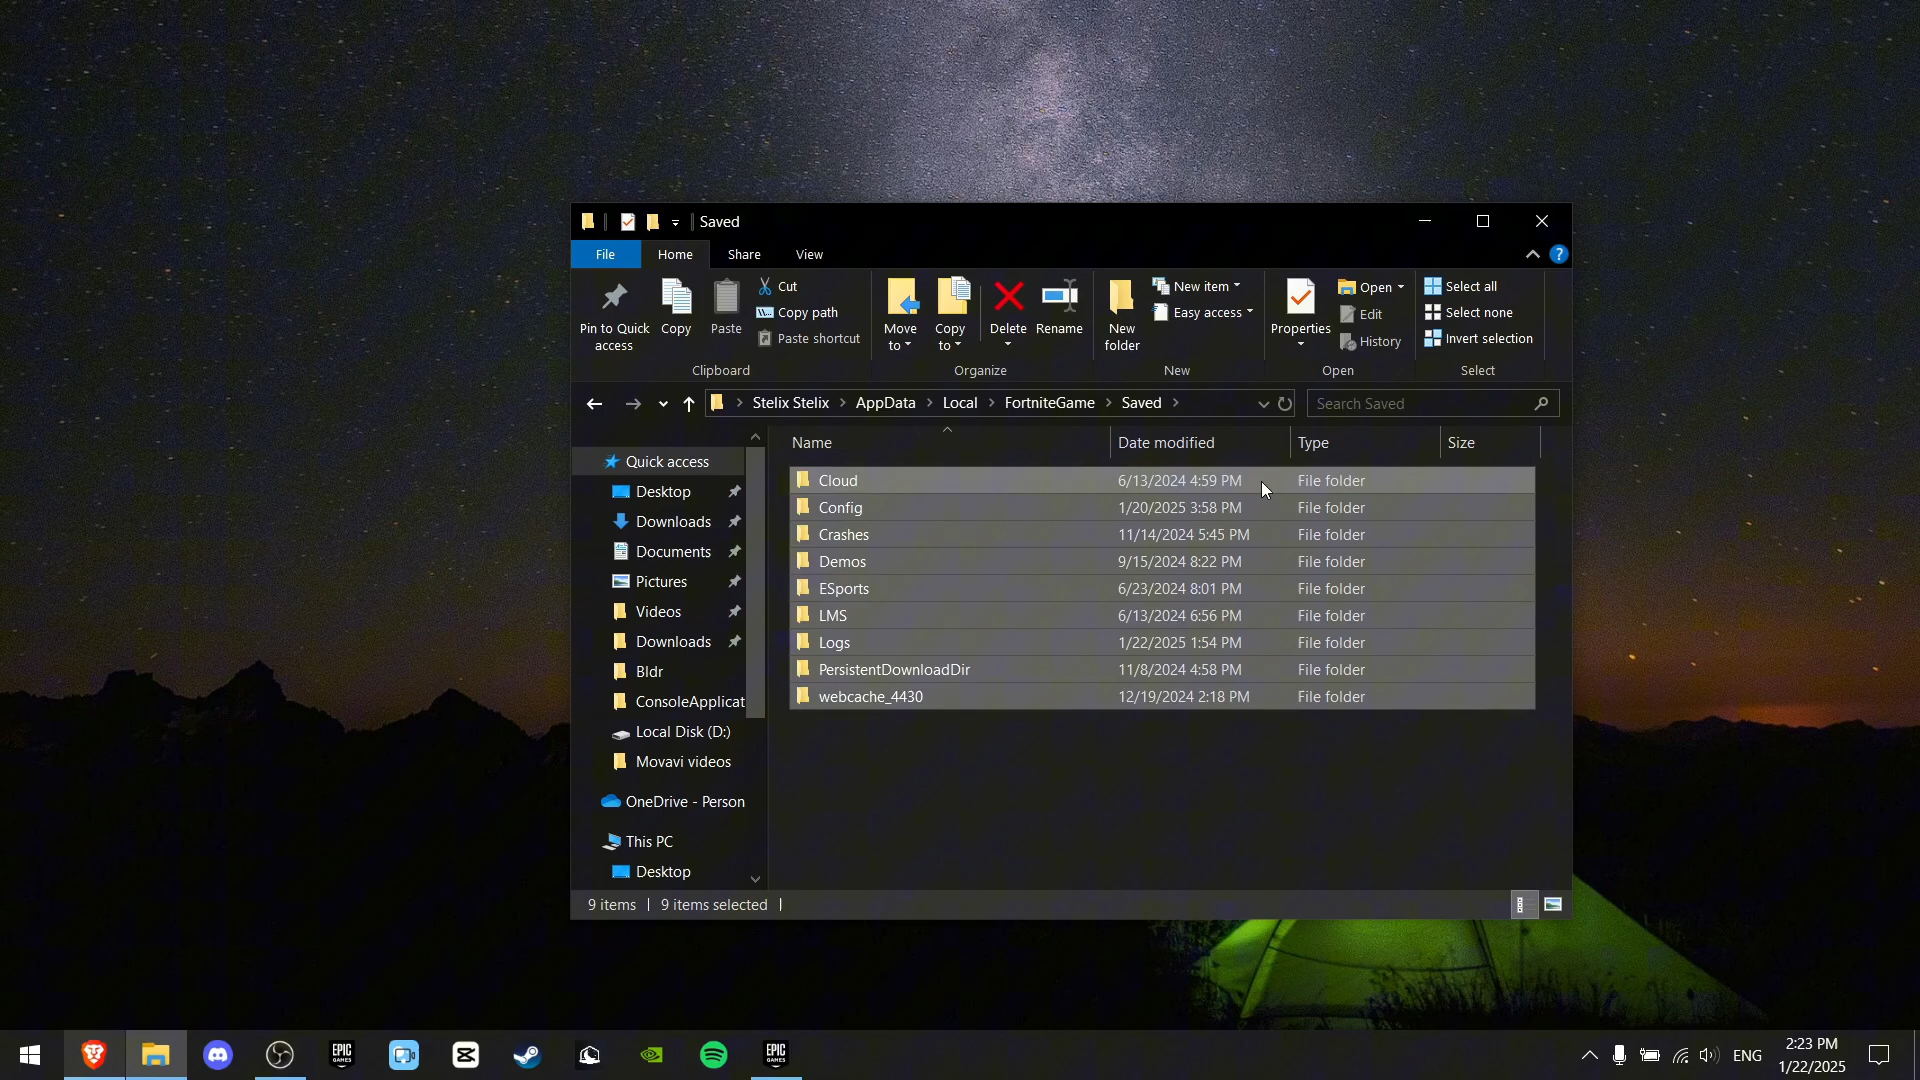 Saved
File Home Share View
Pin to Quick access
Copy
Paste
Cut
Copy path
Paste shortcut
Clipboard
Move to
Copy to
Delete
Rename
Organize
New folder
New item
Easy access
New
Properties
Open
Edit
History
Open
Select all
Select none
Invert selection
Select
Stelix Stelix > AppData > Local > FortniteGame > Saved >
Search Saved
Quick access
Desktop
Downloads
Documents
Pictures
Videos
Downloads
Bldr
ConsoleApplicat
Local Disk (D:)
Movavi videos
OneDrive - Person
This PC
Desktop
Name Date modified Type Size
Cloud 6/13/2024 4:59 PM File folder
Config 1/20/2025 3:58 PM File folder
Crashes 11/14/2024 5:45 PM File folder
Demos 9/15/2024 8:22 PM File folder
ESports 6/23/2024 8:01 PM File folder
LMS 6/13/2024 6:56 PM File folder
Logs 1/22/2025 1:54 PM File folder
PersistentDownloadDir 11/8/2024 4:58 PM File folder
webcache_4430 12/19/2024 2:18 PM File folder
9 items | 9 items selected |
EPIC GAMES
EPIC GAMES
ENG
2:23 PM
1/22/2025